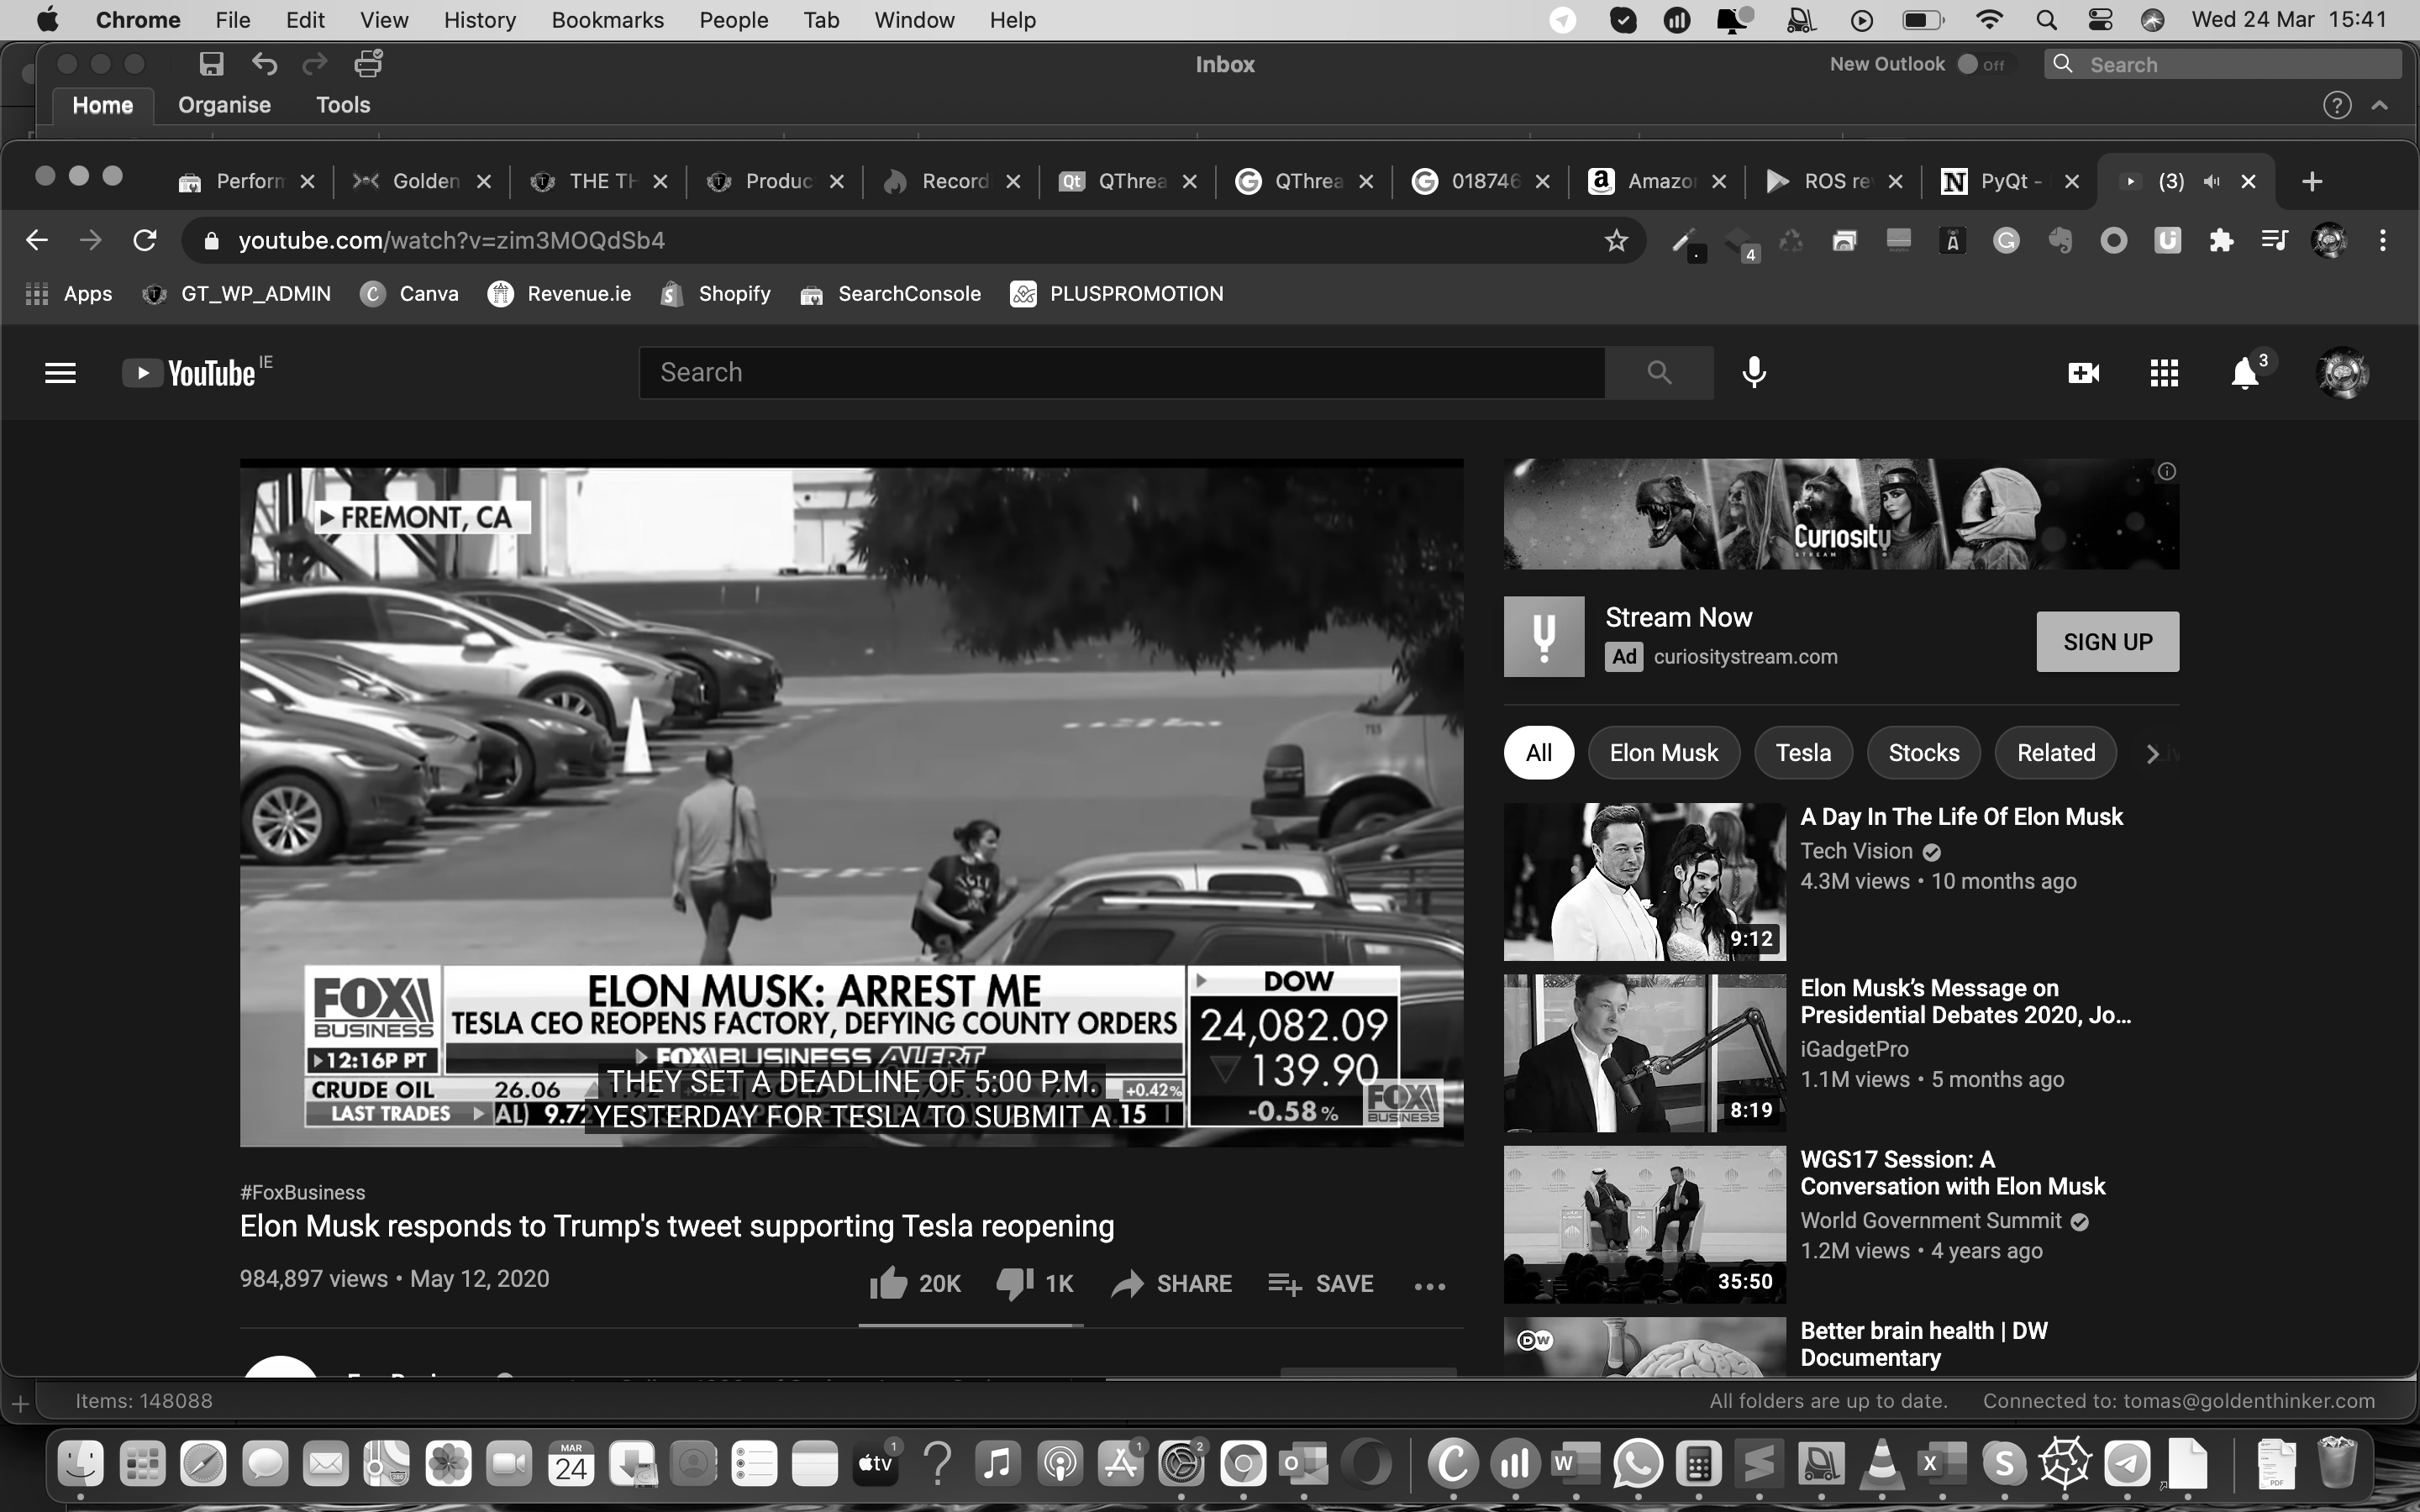 Chrome File Edit View History Bookmarks People Tab Window Help Wed 24 Mar 15:41
Inbox New Outlook Off Search
Home Organise Tools
Perform Golden THE TH Produc Record QThrea QThrea 018746 Amazo ROS re PyQt - (3)
youtube.com/watch?v=zim3MOQdSb4
4
Apps GT_WP_ADMIN Canva Revenue.ie Shopify SearchConsole PLUSPROMOTION
YouTube IE Search 3
FREMONT, CA
FOX BUSINESS
ELON MUSK: ARREST ME
TESLA CEO REOPENS FACTORY, DEFYING COUNTY ORDERS
FOX BUSINESS ALERT
12:16P PT
DOW
24,082.09
139.90
-0.58%
CRUDE OIL 26.06 +0.42%
LAST TRADES AL) 9.72 .15
THEY SET A DEADLINE OF 5:00 P.M.
YESTERDAY FOR TESLA TO SUBMIT A
FOX BUSINESS
#FoxBusiness
Elon Musk responds to Trump's tweet supporting Tesla reopening
984,897 views • May 12, 2020 20K 1K SHARE SAVE
Curiosity
STREAM
Stream Now
Ad curiositystream.com
SIGN UP
All Elon Musk Tesla Stocks Related
A Day In The Life Of Elon Musk
Tech Vision
4.3M views • 10 months ago
9:12
Elon Musk’s Message on
Presidential Debates 2020, Jo...
iGadgetPro
1.1M views • 5 months ago
8:19
WGS17 Session: A
Conversation with Elon Musk
World Government Summit
1.2M views • 4 years ago
35:50
DW
Better brain health | DW
Documentary
Items: 148088 All folders are up to date. Connected to: tomas@goldenthinker.com
MAR
24
tv 1 1 2
PDF